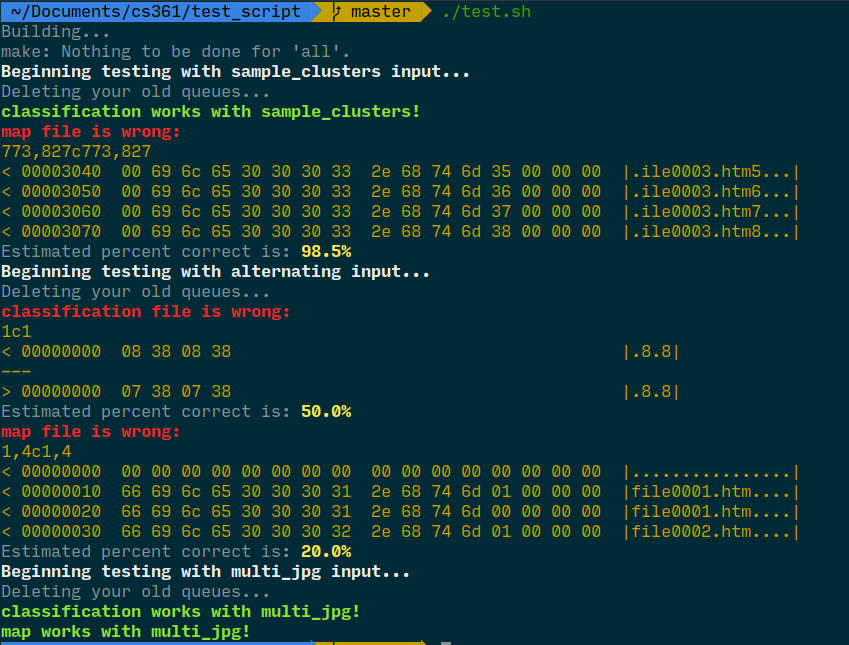 ~/Documents/cs361/test_script master ./test.sh
Building...
make: Nothing to be done for 'all'.
Beginning testing with sample_clusters input...
Deleting your old queues...
classification works with sample_clusters!
map file is wrong:
773,827c773,827
< 00003040  00 69 6c 65 30 30 30 33  2e 68 74 6d 35 00 00 00  |.ile0003.htm5...|
< 00003050  00 69 6c 65 30 30 30 33  2e 68 74 6d 36 00 00 00  |.ile0003.htm6...|
< 00003060  00 69 6c 65 30 30 30 33  2e 68 74 6d 37 00 00 00  |.ile0003.htm7...|
< 00003070  00 69 6c 65 30 30 30 33  2e 68 74 6d 38 00 00 00  |.ile0003.htm8...|
Estimated percent correct is: 98.5%
Beginning testing with alternating input...
Deleting your old queues...
classification file is wrong:
1c1
< 00000000  08 38 08 38                                       |.8.8|
---
> 00000000  07 38 07 38                                       |.8.8|
Estimated percent correct is: 50.0%
map file is wrong:
1,4c1,4
< 00000000  00 00 00 00 00 00 00 00  00 00 00 00 00 00 00 00  |................|
< 00000010  66 69 6c 65 30 30 30 31  2e 68 74 6d 01 00 00 00  |file0001.htm....|
< 00000020  66 69 6c 65 30 30 30 31  2e 68 74 6d 00 00 00 00  |file0001.htm....|
< 00000030  66 69 6c 65 30 30 30 32  2e 68 74 6d 01 00 00 00  |file0002.htm....|
Estimated percent correct is: 20.0%
Beginning testing with multi_jpg input...
Deleting your old queues...
classification works with multi_jpg!
map works with multi_jpg!